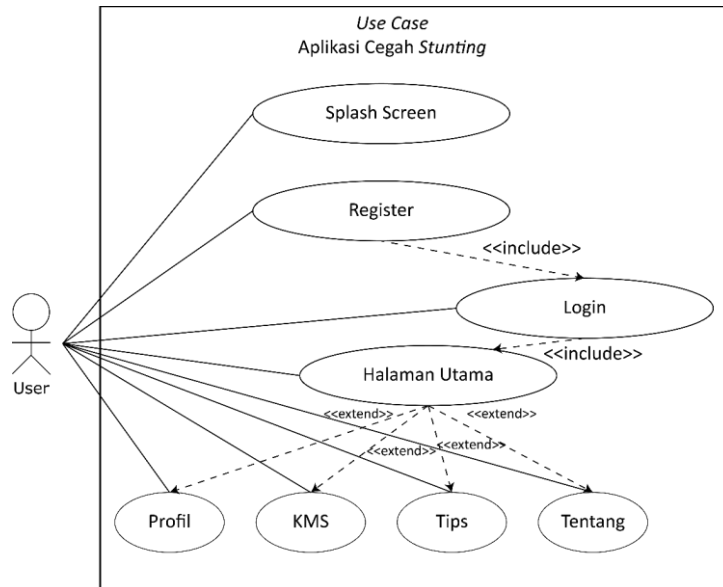 Use Case
Aplikasi Cegah Stunting
Splash Screen
Register
<<include>>
Login
<<include>>
Halaman Utama
User
<<extend>>
<<extend>>
<<extend>>
<<extend>>
Profil
KMS
Tips
Tentang